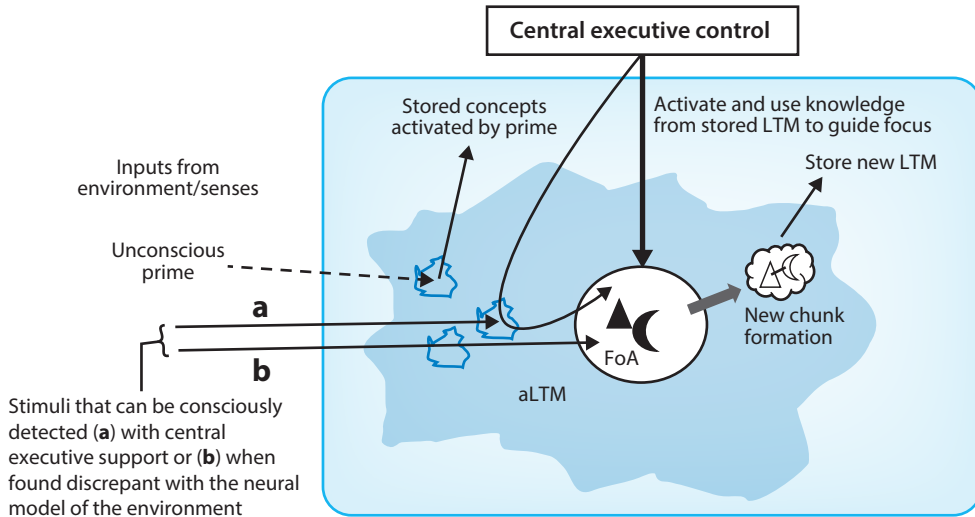 Central executive control
Stored concepts
activated by prime
Activate and use knowledge
from stored LTM to guide focus
Store new LTM
Inputs from
environment/senses
Unconscious
prime
a
b
FoA
aLTM
New chunk
formation
Stimuli that can be consciously
detected (a) with central
executive support or (b) when
found discrepant with the neural
model of the environment